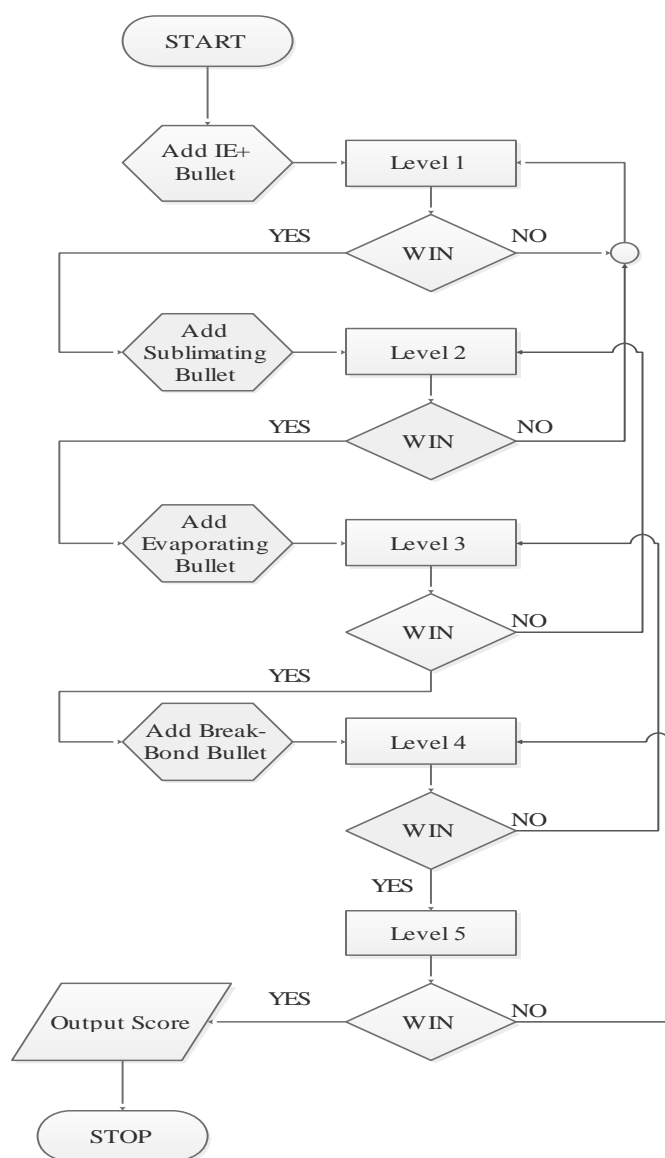 START
Add IE+
Bullet
Level 1
YES
WIN
NO
Add
Sublimating
Bullet
Level 2
YES
WIN
NO
Add
Evaporating
Bullet
Level 3
WIN
NO
YES
Add Break-
Bond Bullet
Level 4
WIN
NO
YES
Level 5
Output Score
YES
WIN
NO
STOP